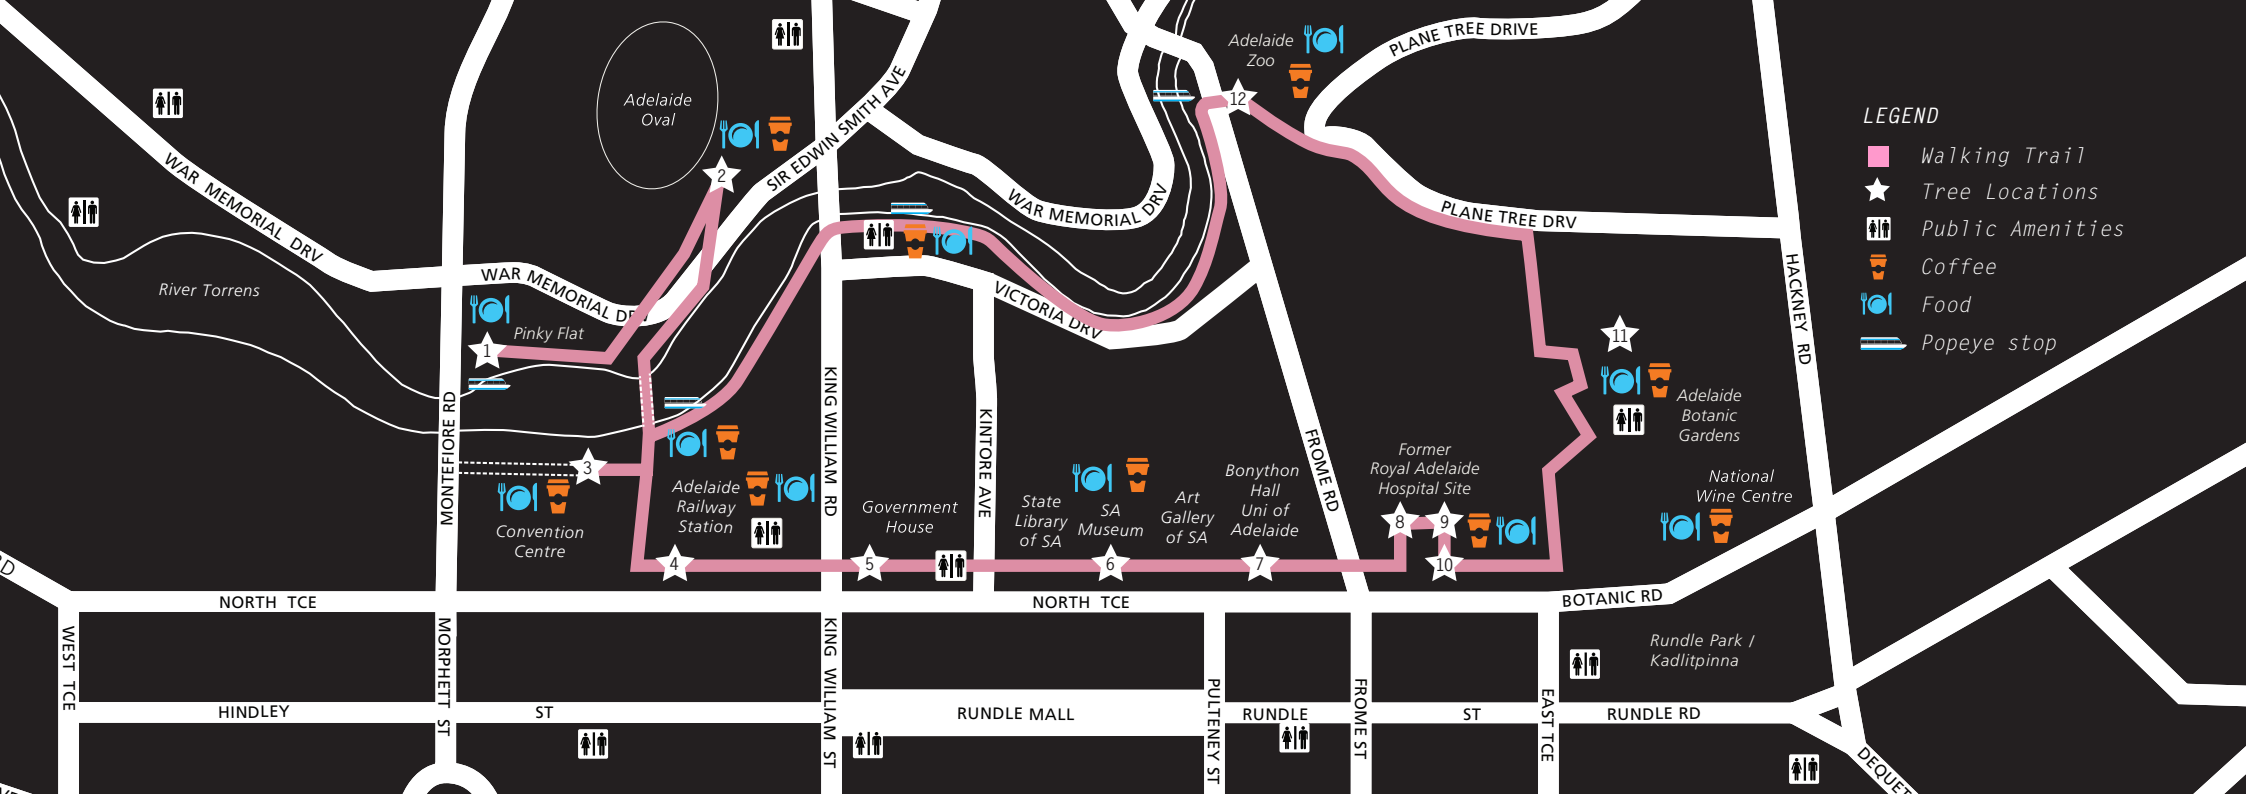 Adelaide
Zoo
PLANE TREE DRIVE
Adelaide
Oval
SIR EDWIN SMITH AVE
12
LEGEND
Walking Trail
Tree Locations
Public Amenities
Coffee
Food
Popeye stop
WAR MEMORIAL DRV
2
WAR MEMORIAL DRV
PLANE TREE DRV
River Torrens
WAR MEMORIAL DRV
VICTORIA DRV
HACKNEY RD
Pinky Flat
1
11
MONTEFIORE RD
KING WILLIAM RD
KINTORE AVE
FROME RD
Adelaide
Botanic
Gardens
3
Convention
Centre
Adelaide
Railway
Station
Government
House
State
Library
of SA
SA
Museum
Art
Gallery
of SA
Bonython
Hall
Uni of
Adelaide
Former
Royal Adelaide
Hospital Site
National
Wine Centre
8
9
4
5
6
7
10
RD
NORTH TCE
NORTH TCE
BOTANIC RD
WEST TCE
MORPHETT ST
KING WILLIAM ST
PULTENEY ST
FROME ST
EAST TCE
Rundle Park /
Kadlitpinna
HINDLEY ST
RUNDLE MALL
RUNDLE ST
RUNDLE RD
DEQUET